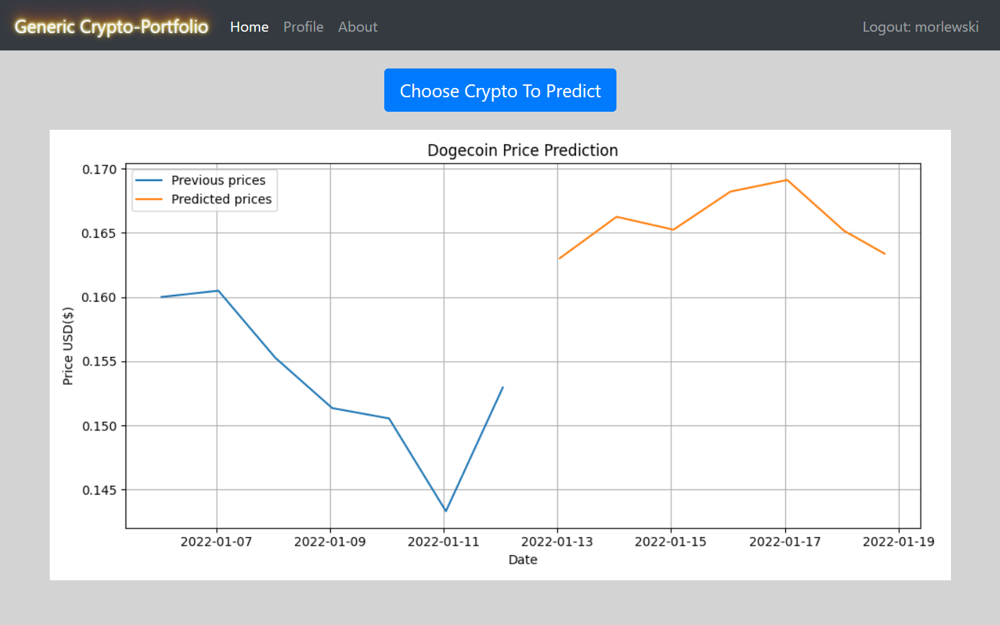 Generic Crypto-Portfolio Home Profile About Logout: morlewski
Choose Crypto To Predict
Dogecoin Price Prediction
Previous prices
Predicted prices
0.170
0.165
0.160
0.155
0.150
0.145
Price USD($)
2022-01-07 2022-01-09 2022-01-11 2022-01-13 2022-01-15 2022-01-17 2022-01-19
Date